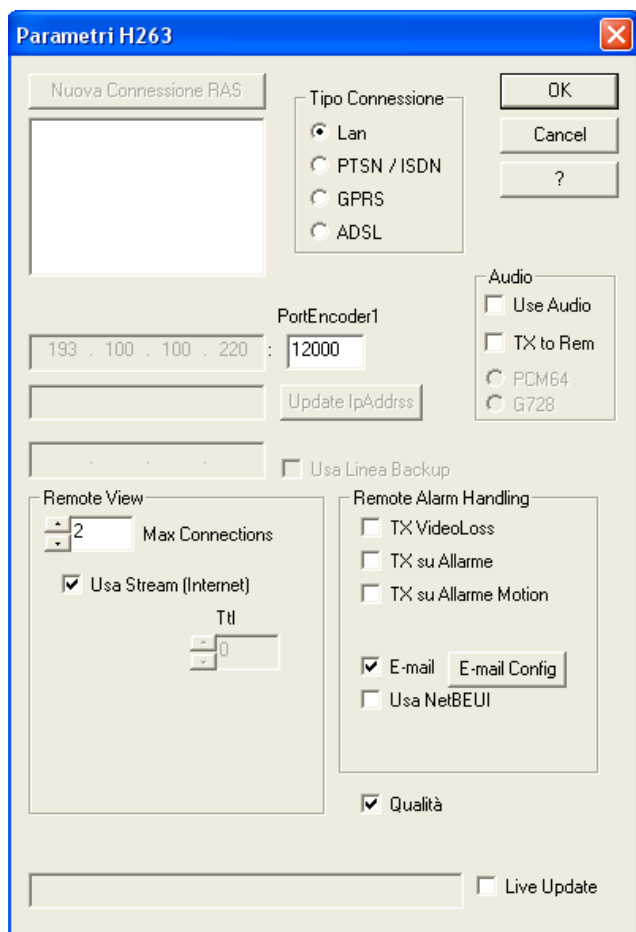 Parametri H263
Nuova Connessione RAS
Tipo Connessione
Lan
PTSN / ISDN
GPRS
ADSL
OK
Cancel
?
Audio
Use Audio
TX to Rem
PCM64
G728
PortEncoder1
193 . 100 . 100 . 220 : 12000
Update IpAddrss
. . .
Usa Linea Backup
Remote View
2 Max Connections
Usa Stream (Internet)
Ttl
0
Remote Alarm Handling
TX VideoLoss
TX su Allarme
TX su Allarme Motion
E-mail E-mail Config
Usa NetBEUI
Qualità
Live Update